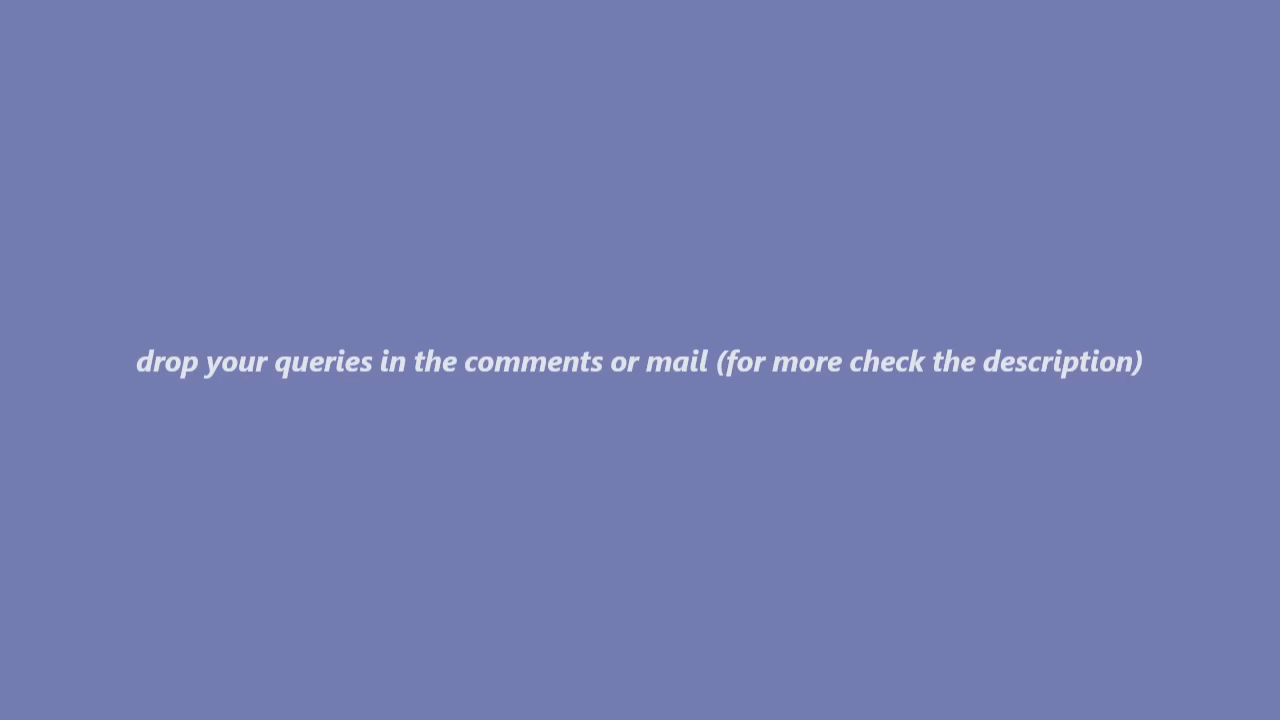 drop your queries in the comments or mail (for more check the description)